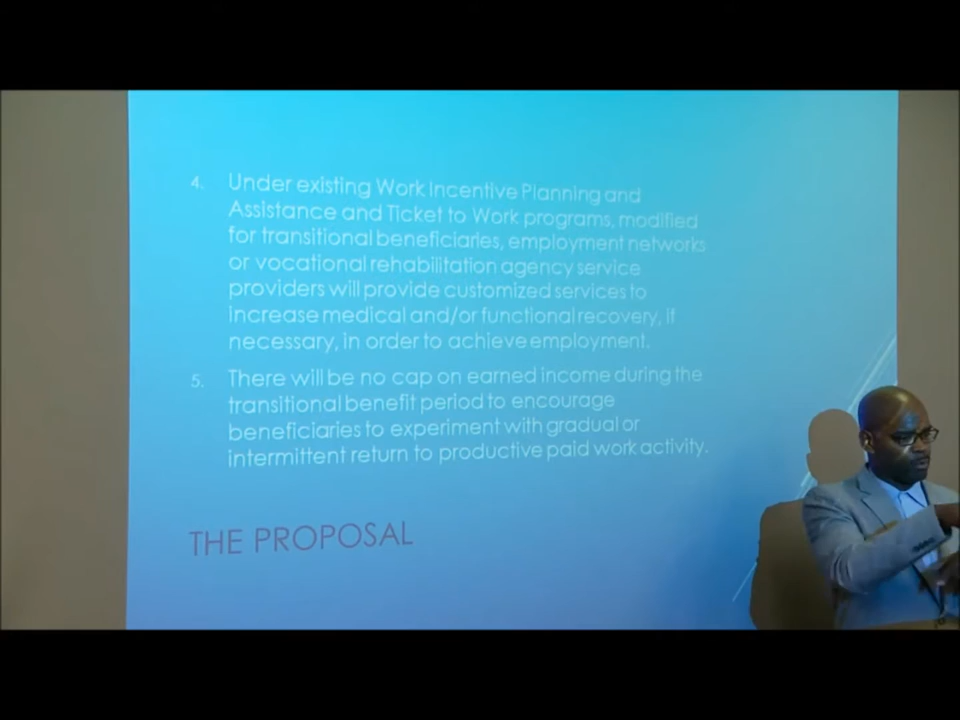 4. Under existing Work Incentive Planning and
Assistance and Ticket to Work programs, modified
for transitional beneficiaries, employment networks
or vocational rehabilitation agency service
providers will provide customized services to
increase medical and/or functional recovery, if
necessary, in order to achieve employment.
5. There will be no cap on earned income during the
transitional benefit period to encourage
beneficiaries to experiment with gradual or
intermittent return to productive paid work activity.
THE PROPOSAL